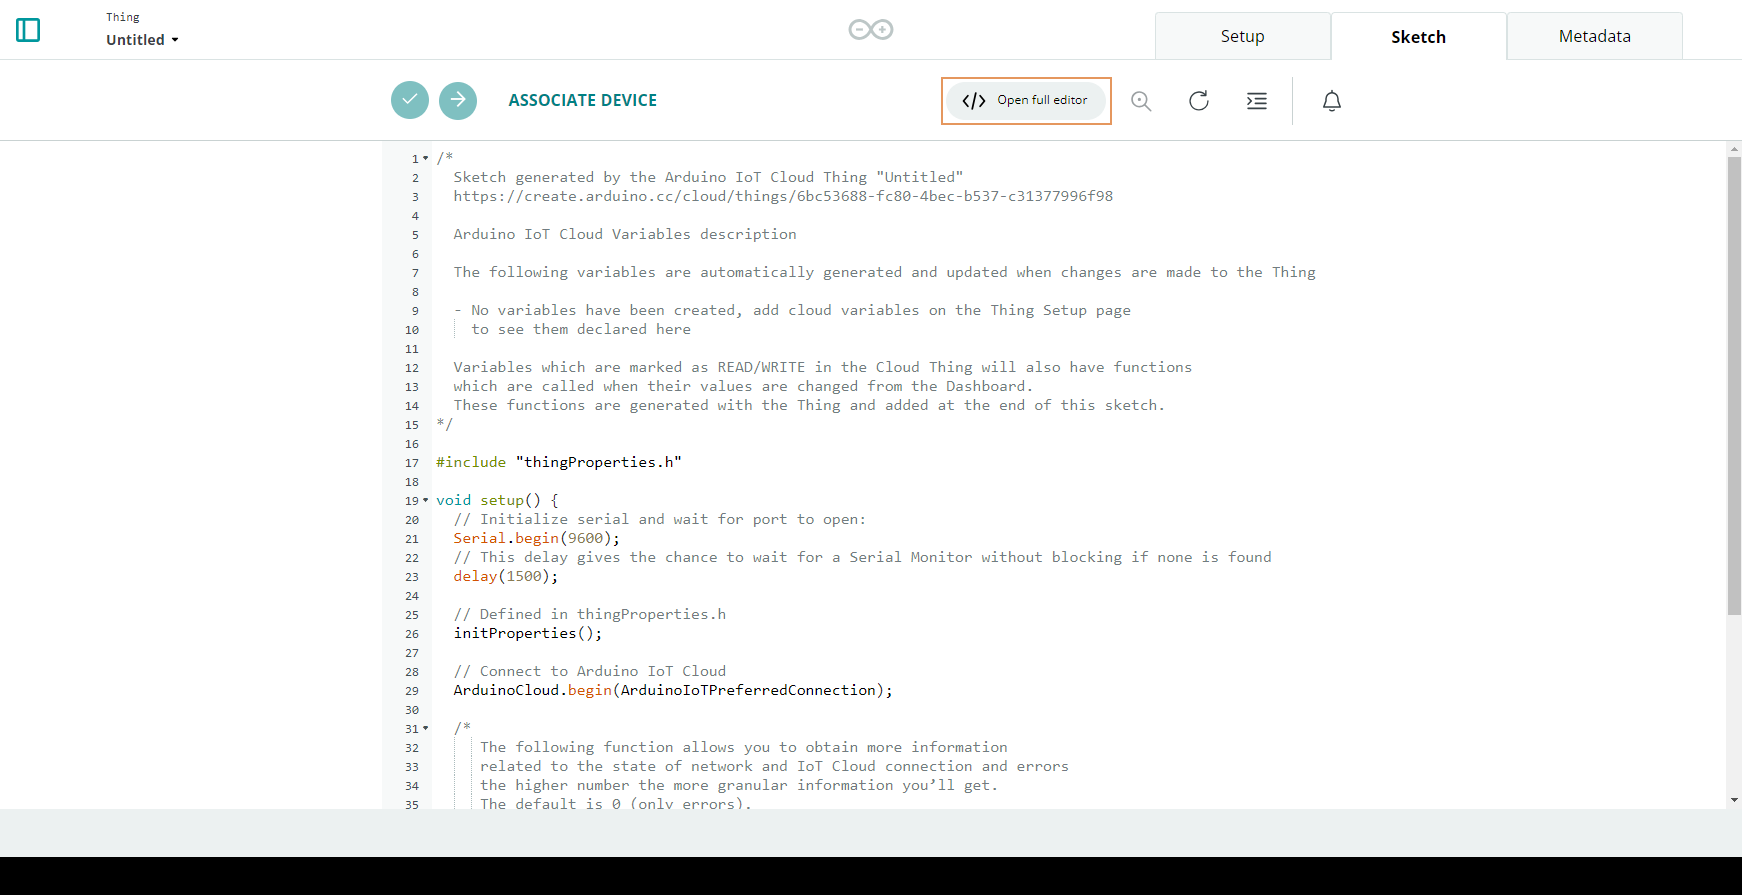 Thing
Untitled
Setup
Sketch
Metadata
ASSOCIATE DEVICE
</> Open full editor
1 /*
2 Sketch generated by the Arduino IoT Cloud Thing "Untitled"
3 https://create.arduino.cc/cloud/things/6bc53688-fc80-4bec-b537-c31377996f98
4
5 Arduino IoT Cloud Variables description
6
7 The following variables are automatically generated and updated when changes are made to the Thing
8
9 - No variables have been created, add cloud variables on the Thing Setup page
10 to see them declared here
11
12 Variables which are marked as READ/WRITE in the Cloud Thing will also have functions
13 which are called when their values are changed from the Dashboard.
14 These functions are generated with the Thing and added at the end of this sketch.
15 */
16
17 #include "thingProperties.h"
18
19 void setup() {
20 // Initialize serial and wait for port to open:
21 Serial.begin(9600);
22 // This delay gives the chance to wait for a Serial Monitor without blocking if none is found
23 delay(1500);
24
25 // Defined in thingProperties.h
26 initProperties();
27
28 // Connect to Arduino IoT Cloud
29 ArduinoCloud.begin(ArduinoIoTPreferredConnection);
30
31 /*
32 The following function allows you to obtain more information
33 related to the state of network and IoT Cloud connection and errors
34 the higher number the more granular information you’ll get.
35 The default is 0 (only errors).